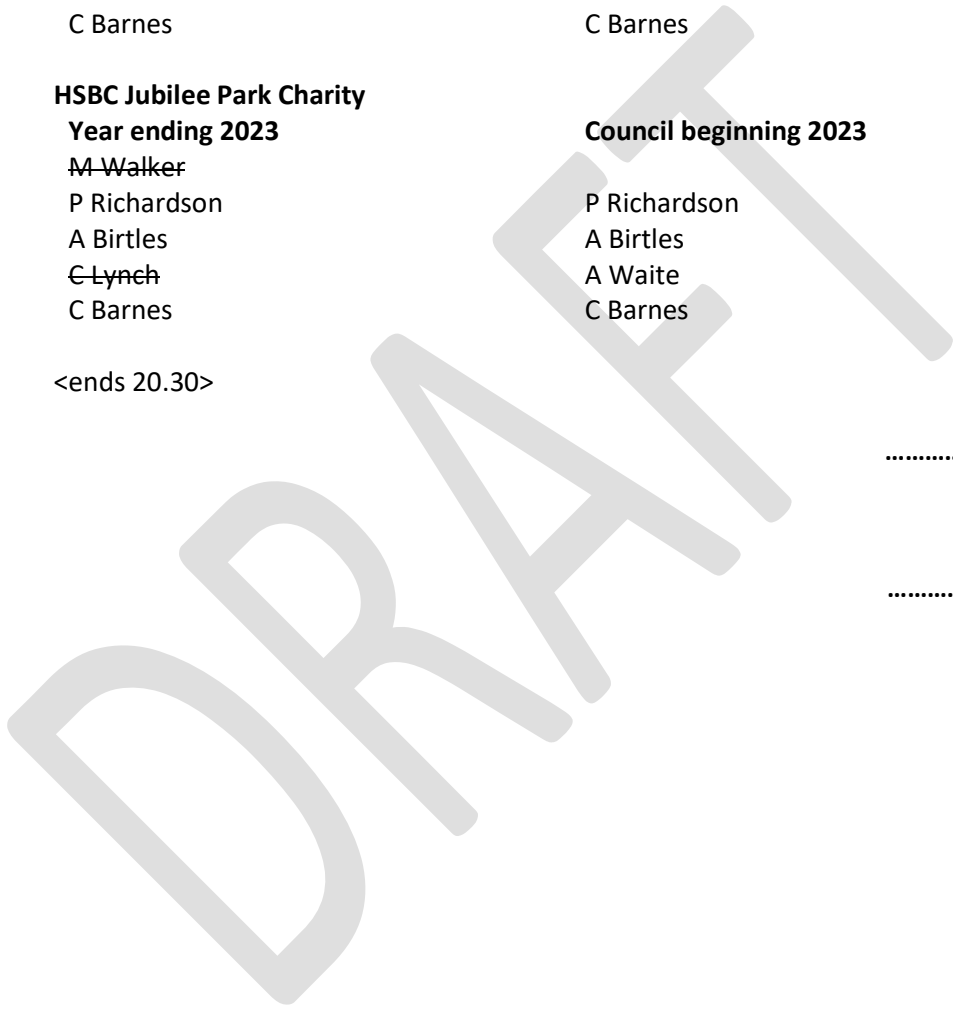 C Barnes C Barnes
HSBC Jubilee Park Charity
Year ending 2023 Council beginning 2023
M Walker
P Richardson P Richardson
A Birtles A Birtles
C Lynch A Waite
C Barnes C Barnes
<ends 20.30>
............
............
DRAFT